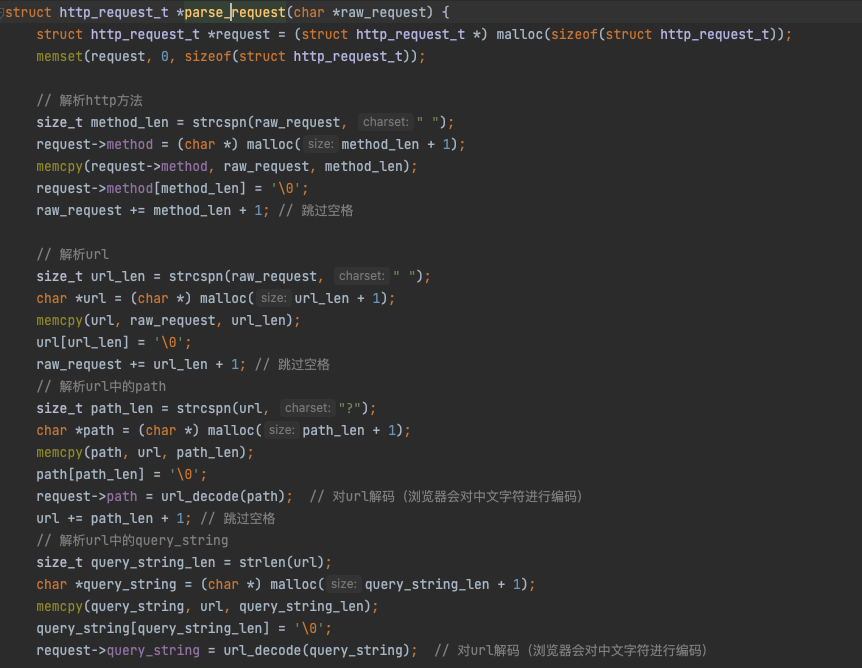 struct http_request_t *parse_request(char *raw_request) {
    struct http_request_t *request = (struct http_request_t *) malloc(sizeof(struct http_request_t));
    memset(request, 0, sizeof(struct http_request_t));

    // 解析http方法
    size_t method_len = strcspn(raw_request, charset: " ");
    request->method = (char *) malloc( size: method_len + 1);
    memcpy(request->method, raw_request, method_len);
    request->method[method_len] = '\0';
    raw_request += method_len + 1; // 跳过空格

    // 解析url
    size_t url_len = strcspn(raw_request, charset: " ");
    char *url = (char *) malloc( size: url_len + 1);
    memcpy(url, raw_request, url_len);
    url[url_len] = '\0';
    raw_request += url_len + 1; // 跳过空格
    // 解析url中的path
    size_t path_len = strcspn(url, charset: "?");
    char *path = (char *) malloc( size: path_len + 1);
    memcpy(path, url, path_len);
    path[path_len] = '\0';
    request->path = url_decode(path);  // 对url解码（浏览器会对中文字符进行编码）
    url += path_len + 1; // 跳过空格
    // 解析url中的query_string
    size_t query_string_len = strlen(url);
    char *query_string = (char *) malloc( size: query_string_len + 1);
    memcpy(query_string, url, query_string_len);
    query_string[query_string_len] = '\0';
    request->query_string = url_decode(query_string);  // 对url解码（浏览器会对中文字符进行编码）